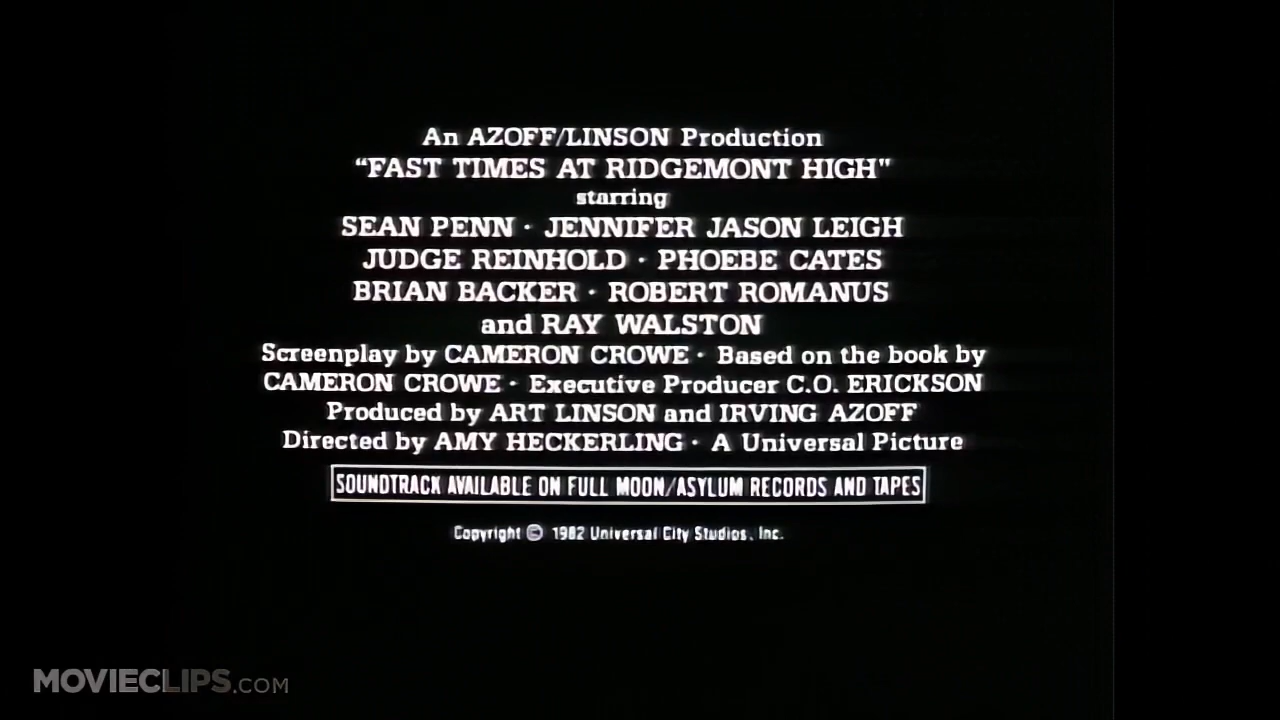 An AZOFF/LINSON Production
“FAST TIMES AT RIDGEMONT HIGH"
starring
SEAN PENN · JENNIFER JASON LEIGH
JUDGE REINHOLD · PHOEBE CATES
BRIAN BACKER · ROBERT ROMANUS
and RAY WALSTON
Screenplay by CAMERON CROWE · Based on the book by
CAMERON CROWE · Executive Producer C.O. ERICKSON
Produced by ART LINSON and IRVING AZOFF
Directed by AMY HECKERLING · A Universal Picture
SOUNDTRACK AVAILABLE ON FULL MOON/ASYLUM RECORDS AND TAPES
Copyright © 1982 Universal City Studios, Inc.
MOVIECLIPS.COM